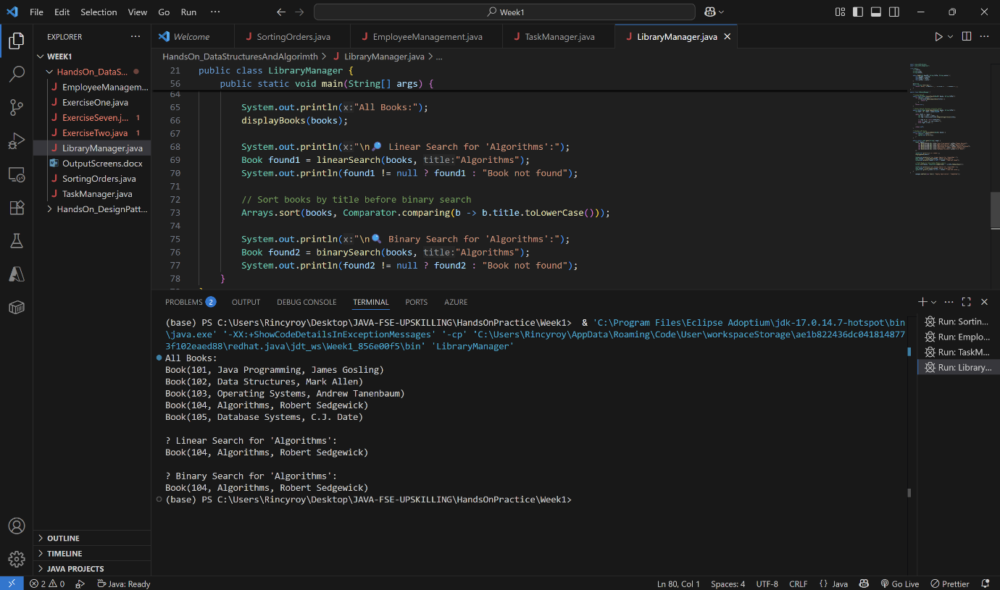 File Edit Selection View Go Run ··· ← → Week1
EXPLORER ···
WEEK1
HandsOn_DataS...
EmployeeManagem...
ExerciseOne.java
ExerciseSeven.j... 1
ExerciseTwo.java 1
LibraryManager.java
OutputScreens.docx
SortingOrders.java
TaskManager.java
HandsOn_DesignPatt...
OUTLINE
TIMELINE
JAVA PROJECTS
Welcome J SortingOrders.java J EmployeeManagement.java J TaskManager.java J LibraryManager.java
HandsOn_DataStructuresAndAlgorimth > J LibraryManager.java > ...
21 public class LibraryManager {
56 public static void main(String[] args) {
64
65 System.out.println(x:"All Books:");
66 displayBooks(books);
67
68 System.out.println(x:"\n🔎 Linear Search for 'Algorithms':");
69 Book found1 = linearSearch(books, title:"Algorithms");
70 System.out.println(found1 != null ? found1 : "Book not found");
71
72 // Sort books by title before binary search
73 Arrays.sort(books, Comparator.comparing(b -> b.title.toLowerCase()));
74
75 System.out.println(x:"\n🔍 Binary Search for 'Algorithms':");
76 Book found2 = binarySearch(books, title:"Algorithms");
77 System.out.println(found2 != null ? found2 : "Book not found");
78 }
PROBLEMS 2 OUTPUT DEBUG CONSOLE TERMINAL PORTS AZURE
(base) PS C:\Users\Rincyroy\Desktop\JAVA-FSE-UPSKILLING\HandsOnPractice\Week1> & 'C:\Program Files\Eclipse Adoptium\jdk-17.0.14.7-hotspot\bin
\java.exe' '-XX:+ShowCodeDetailsInExceptionMessages' '-cp' 'C:\Users\Rincyroy\AppData\Roaming\Code\User\workspaceStorage\ae1b822436dc041814877
3f102eaed88\redhat.java\jdt_ws\Week1_856e00f5\bin' 'LibraryManager'
All Books:
Book(101, Java Programming, James Gosling)
Book(102, Data Structures, Mark Allen)
Book(103, Operating Systems, Andrew Tanenbaum)
Book(104, Algorithms, Robert Sedgewick)
Book(105, Database Systems, C.J. Date)
? Linear Search for 'Algorithms':
Book(104, Algorithms, Robert Sedgewick)
? Binary Search for 'Algorithms':
Book(104, Algorithms, Robert Sedgewick)
(base) PS C:\Users\Rincyroy\Desktop\JAVA-FSE-UPSKILLING\HandsOnPractice\Week1>
Run: Sortin...
Run: Emplo...
Run: TaskM...
Run: Library...
2 0 Java: Ready Ln 80, Col 1 Spaces: 4 UTF-8 CRLF {} Java Go Live Prettier